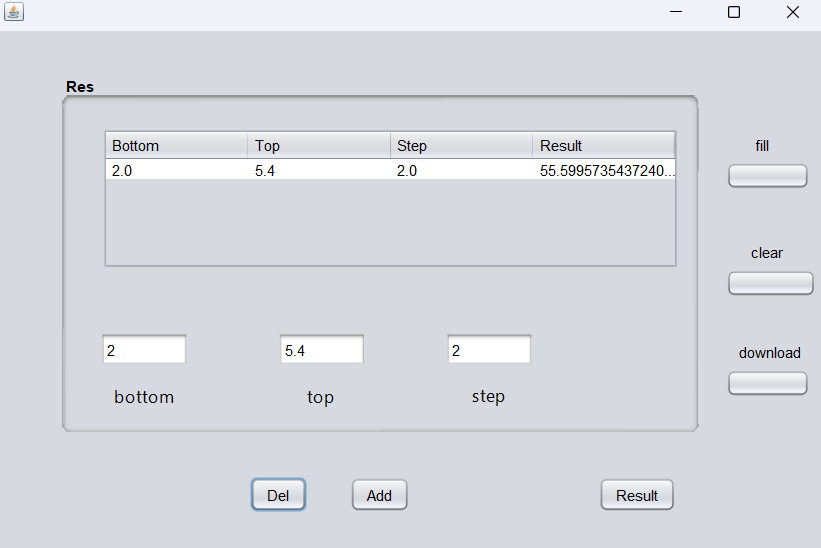 Res
Bottom Top Step Result
2.0 5.4 2.0 55.5995735437240...
fill
clear
download
2 5.4 2
bottom top step
Del Add Result